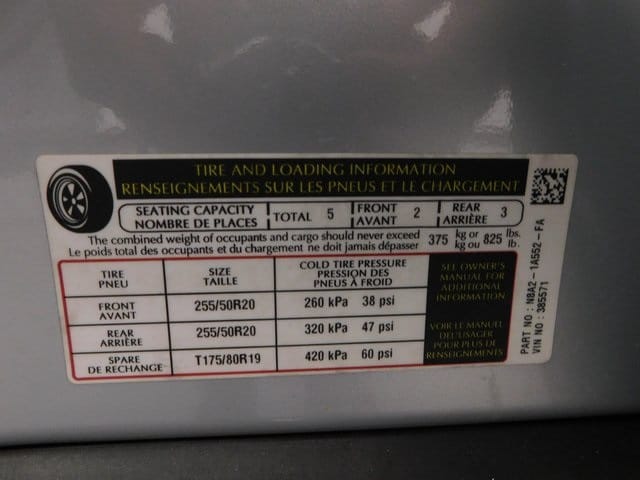 TIRE AND LOADING INFORMATION
RENSEIGNEMENTS SUR LES PNEUS ET LE CHARGEMENT
SEATING CAPACITY
NOMBRE DE PLACES
TOTAL 5
FRONT
AVANT 2
REAR
ARRIÈRE 3
The combined weight of occupants and cargo should never exceed 375 kg or 825 lbs.
Le poids total des occupants et du chargement ne doit jamais dépasser kg ou lb.
TIRE
PNEU
SIZE
TAILLE
COLD TIRE PRESSURE
PRESSION DES
PNEUS À FROID
SEE OWNER'S
MANUAL FOR
ADDITIONAL
INFORMATION
FRONT
AVANT
255/50R20
260 kPa 38 psi
REAR
ARRIÈRE
255/50R20
320 kPa 47 psi
VOIR LE MANUEL
DE L'USAGER
POUR PLUS DE
RENSEIGNEMENTS
SPARE
DE RECHANGE
T175/80R19
420 kPa 60 psi
PART NO : N8A2-1A552-FA
VIN NO : 385571